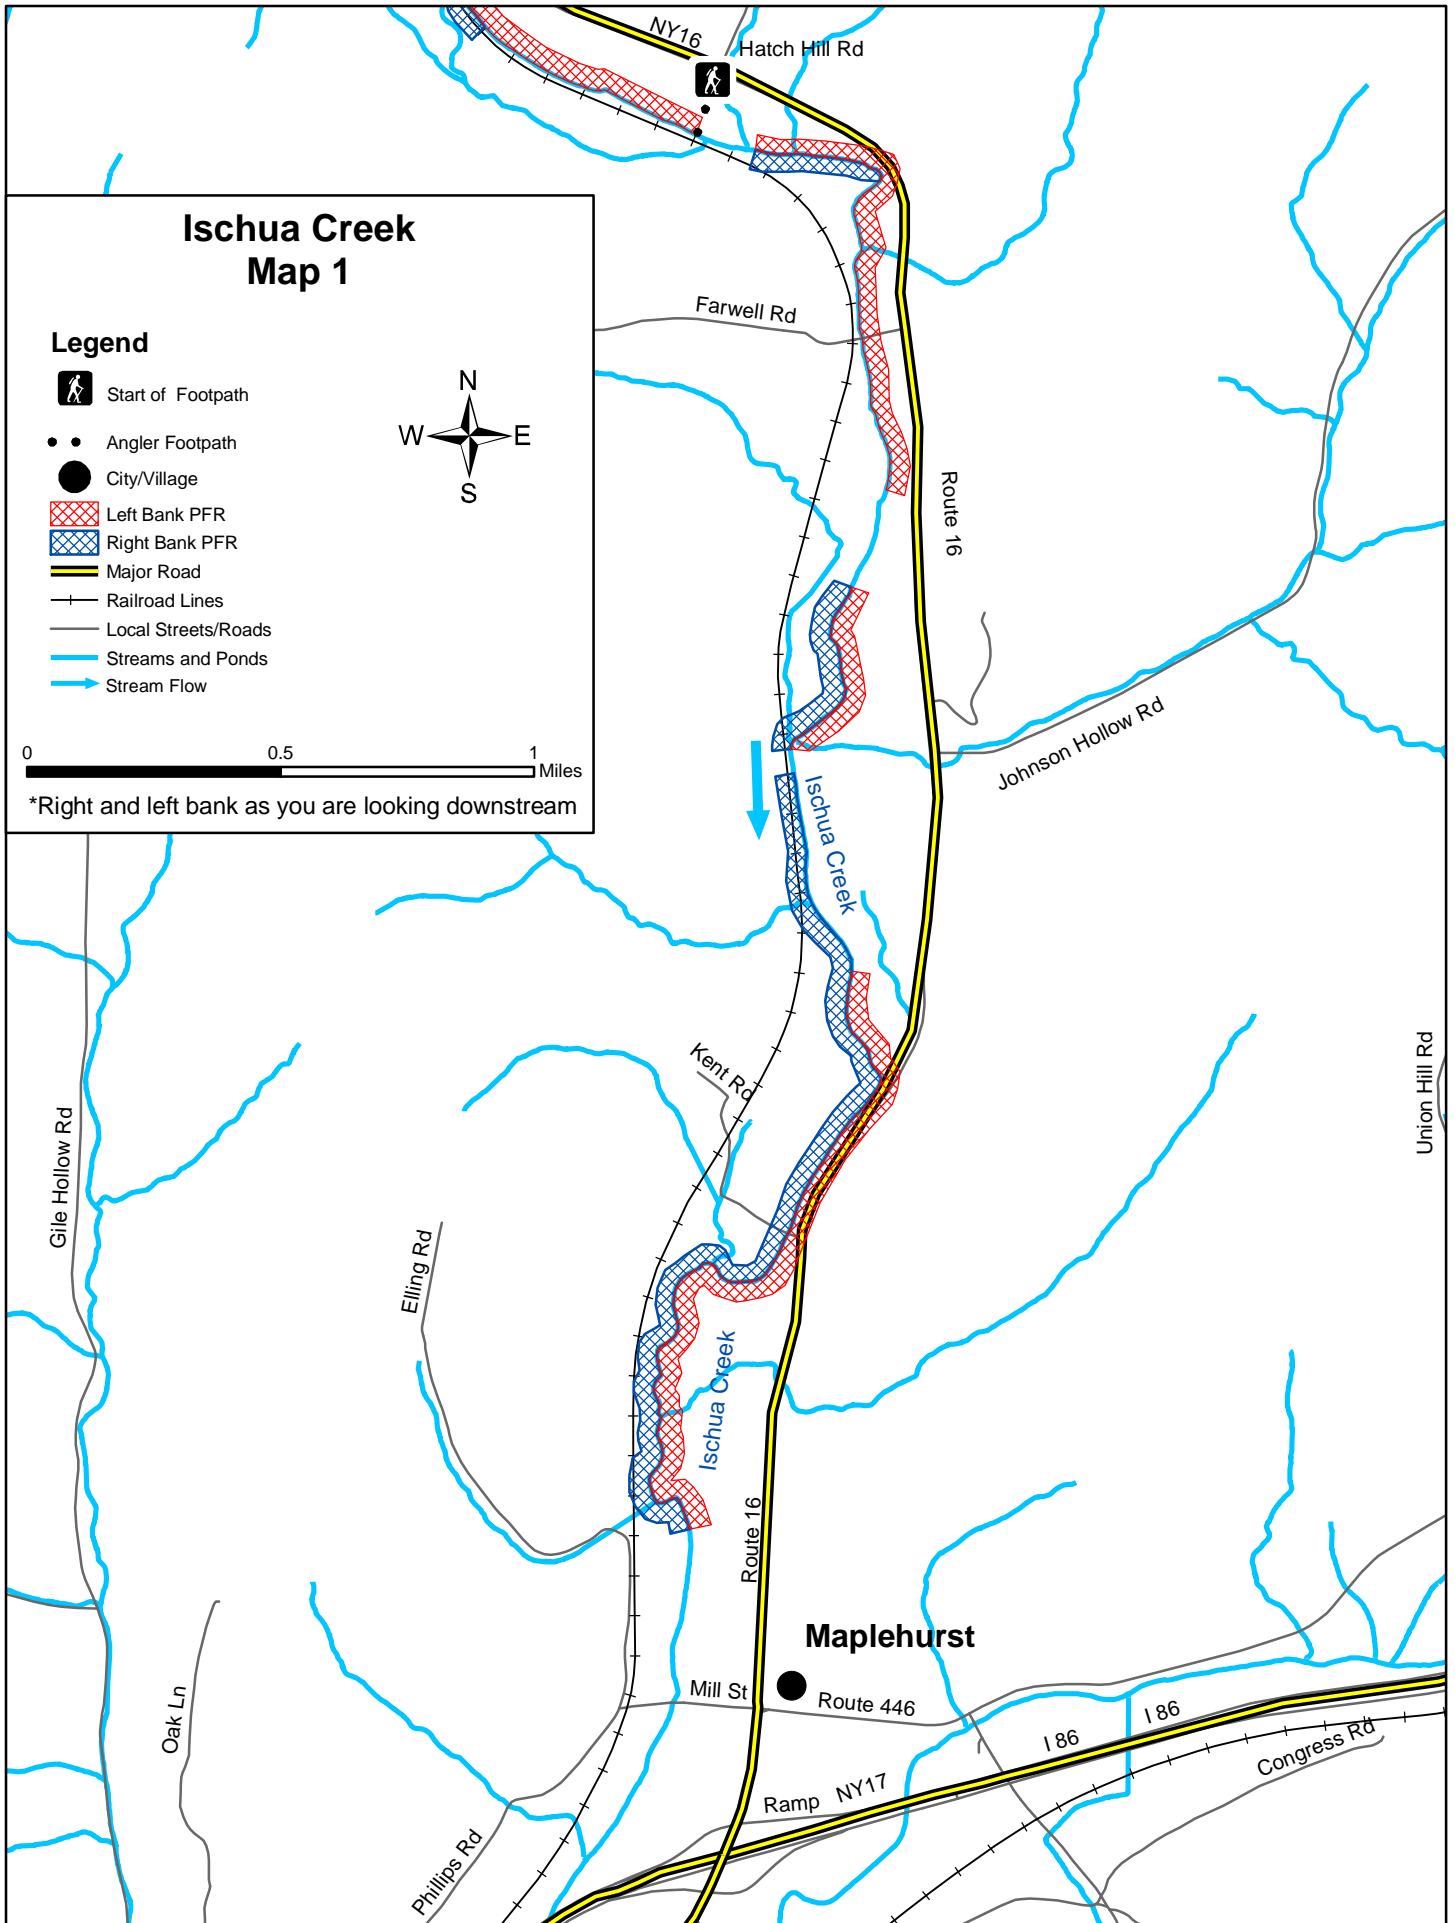 NY16
Hatch Hill Rd
Ischua Creek
Map 1
Legend
Start of Footpath
Angler Footpath
City/Village
Left Bank PFR
Right Bank PFR
Major Road
Railroad Lines
Local Streets/Roads
Streams and Ponds
Stream Flow
N
W
E
S
0
0.5
1
Miles
*Right and left bank as you are looking downstream
Farwell Rd
Route 16
Johnson Hollow Rd
Ischua Creek
Kent Rd
Union Hill Rd
Gile Hollow Rd
Elling Rd
Ischua Creek
Route 16
Maplehurst
Mill St
Route 446
Oak Ln
I 86
I 86
Congress Rd
Ramp
NY17
Phillips Rd